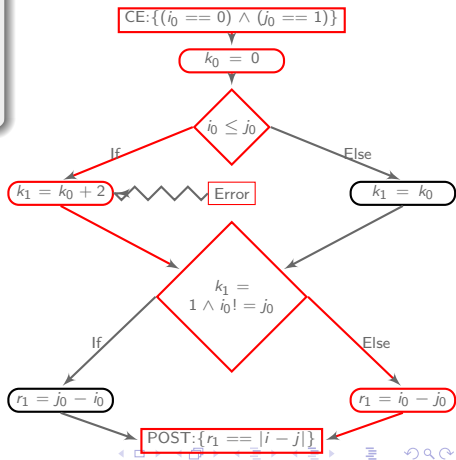 CE:{(i₀ == 0) ∧ (j₀ == 1)}
k₀ = 0
i₀ ≤ j₀
If
Else
k₁ = k₀ + 2
Error
k₁ = k₀
k₁ =
1 ∧ i₀! = j₀
If
Else
r₁ = j₀ − i₀
r₁ = i₀ − j₀
POST:{r₁ == |i − j|}